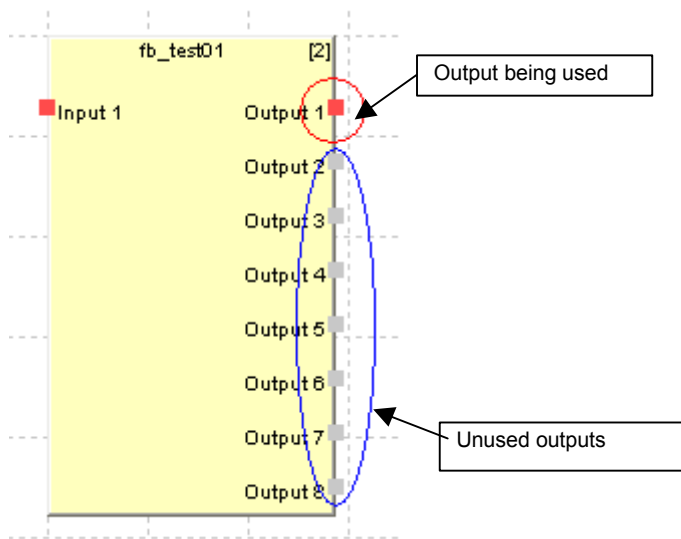 fb_test01 [2]
Output being used
Input 1 Output 1
Output 2
Output 3
Output 4
Output 5
Output 6
Output 7
Unused outputs
Output 8